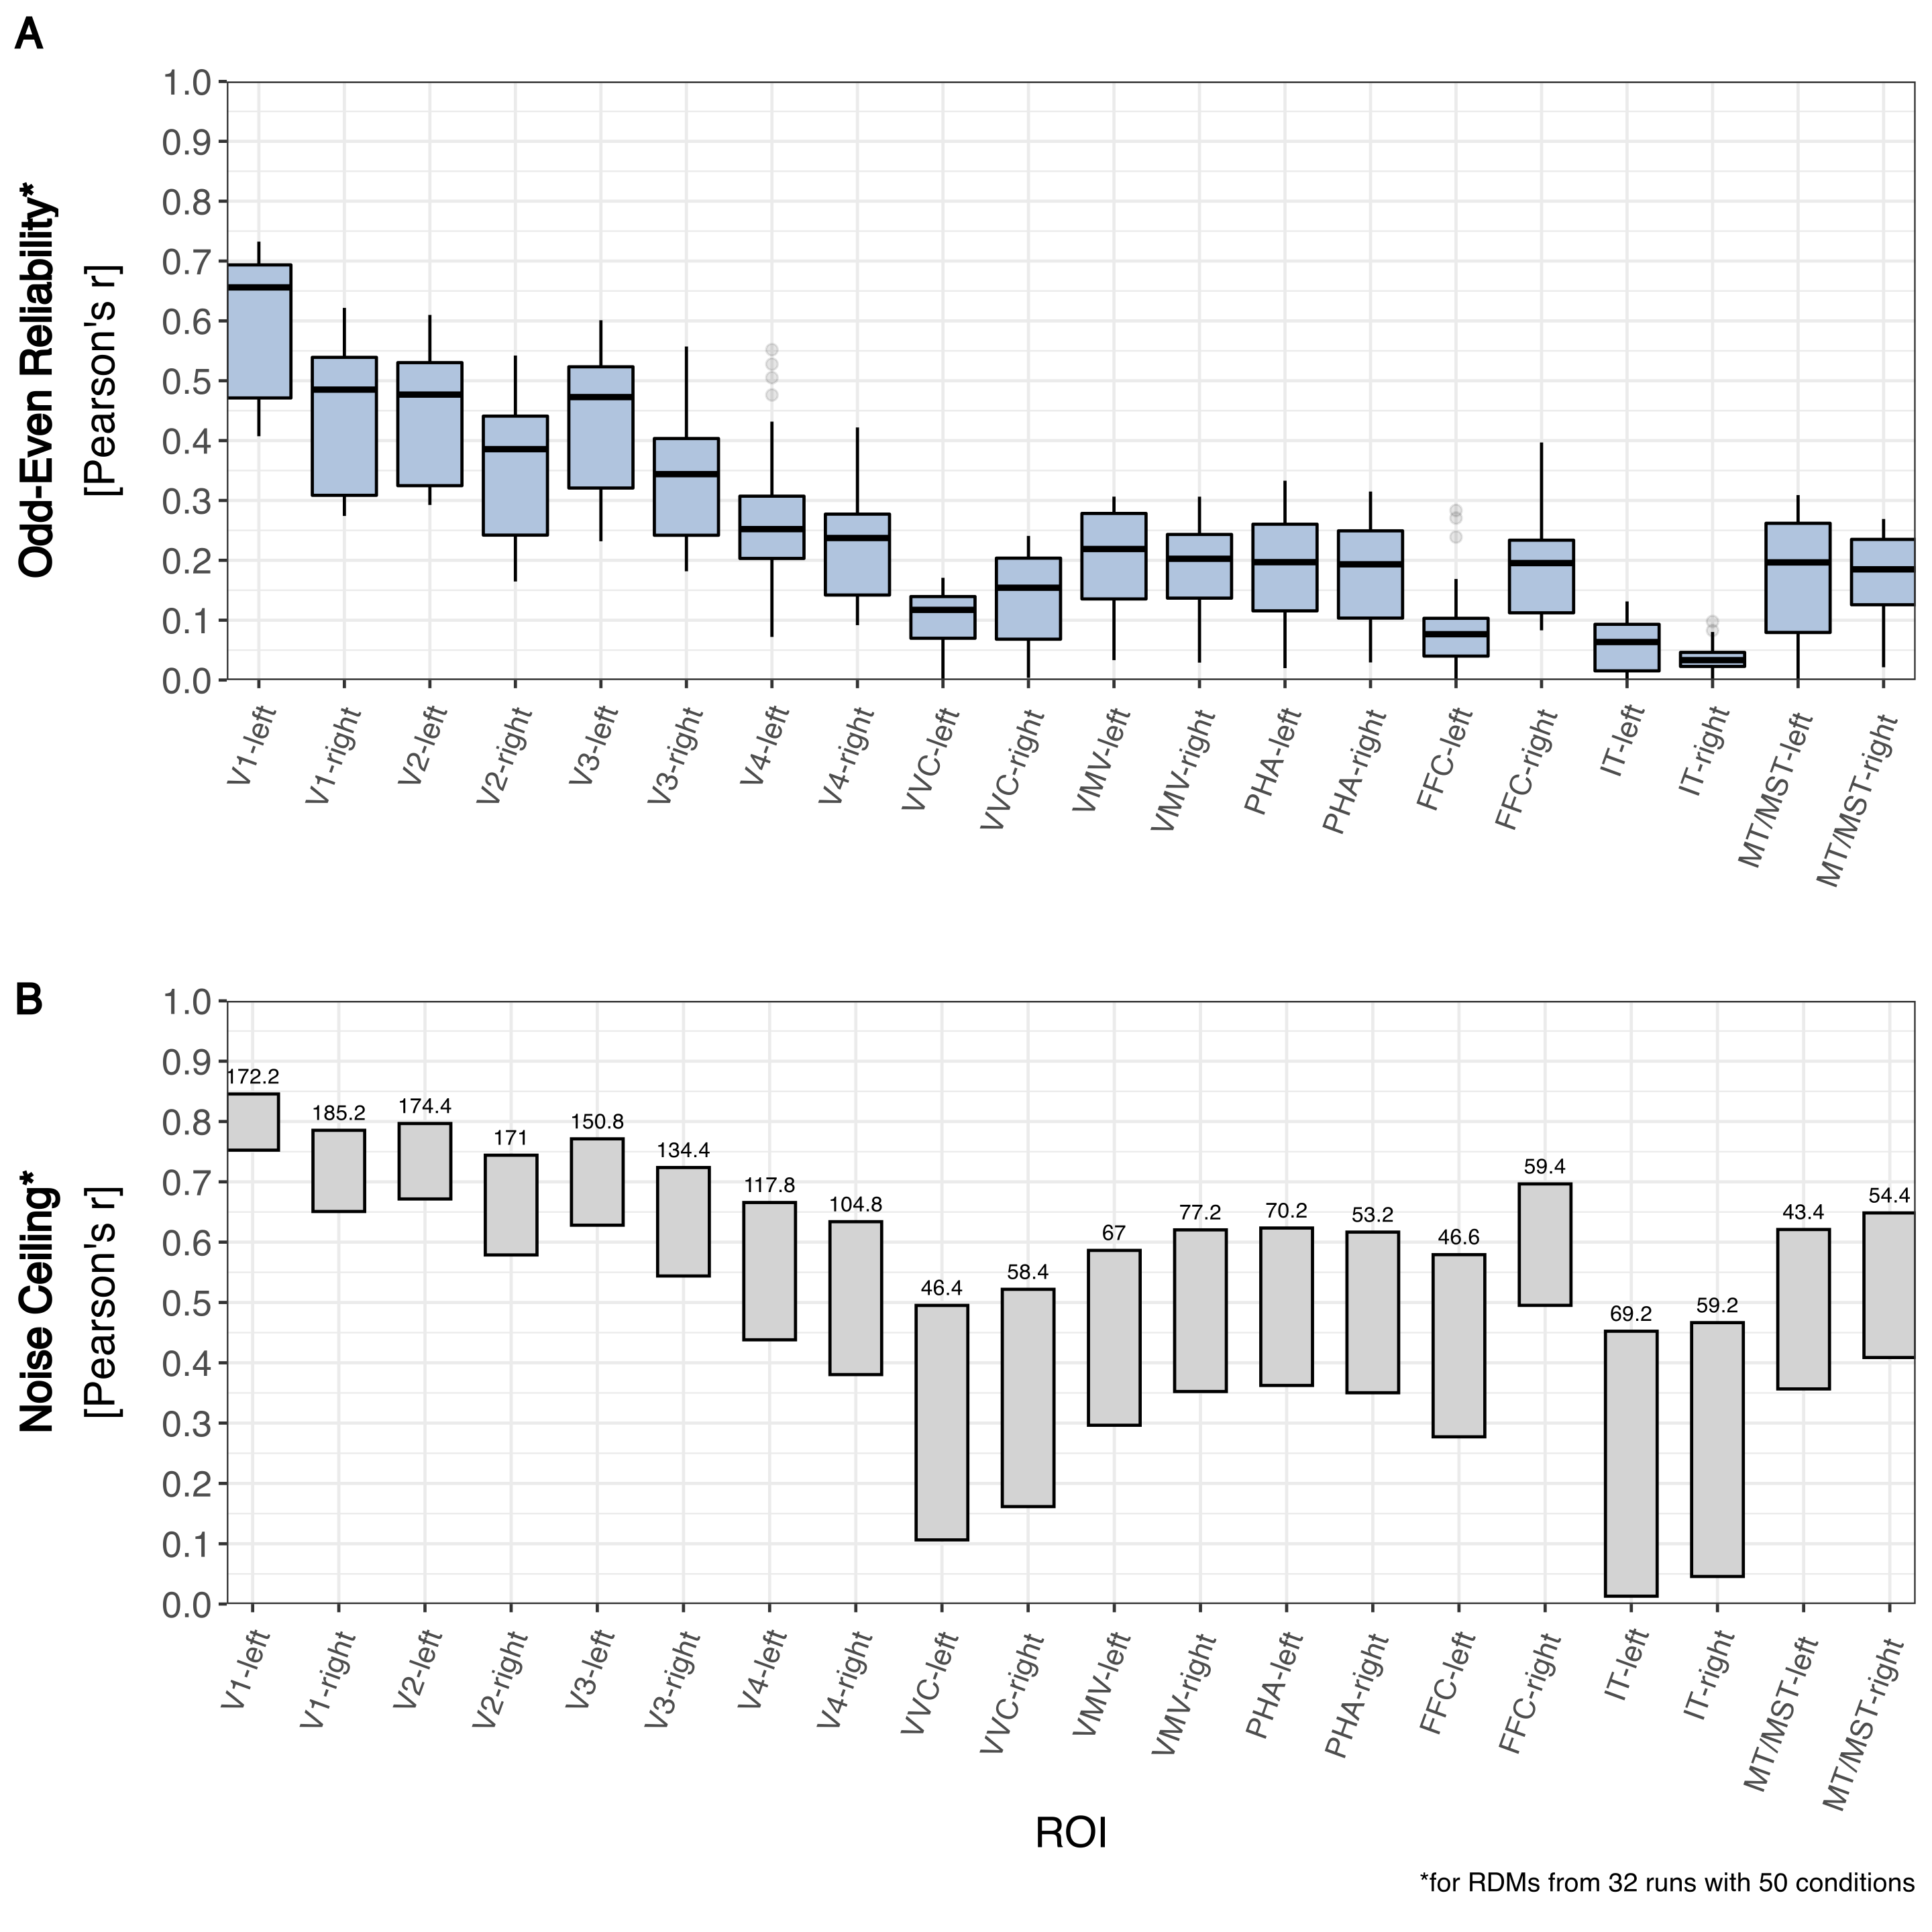 A
Odd-Even Reliability*
[Pearson's r]
1.0
0.9
0.8
0.7
0.6
0.5
0.4
0.3
0.2
0.1
0.0
V1-left
V1-right
V2-left
V2-right
V3-left
V3-right
V4-left
V4-right
VVC-left
VVC-right
VMV-left
VMV-right
PHA-left
PHA-right
FFC-left
FFC-right
IT-left
IT-right
MT/MST-left
MT/MST-right
B
Noise Ceiling*
[Pearson's r]
1.0
0.9
0.8
0.7
0.6
0.5
0.4
0.3
0.2
0.1
0.0
172.2
185.2
174.4
171
150.8
134.4
117.8
104.8
46.4
58.4
67
77.2
70.2
53.2
46.6
59.4
69.2
59.2
43.4
54.4
V1-left
V1-right
V2-left
V2-right
V3-left
V3-right
V4-left
V4-right
VVC-left
VVC-right
VMV-left
VMV-right
PHA-left
PHA-right
FFC-left
FFC-right
IT-left
IT-right
MT/MST-left
MT/MST-right
ROI
*for RDMs from 32 runs with 50 conditions